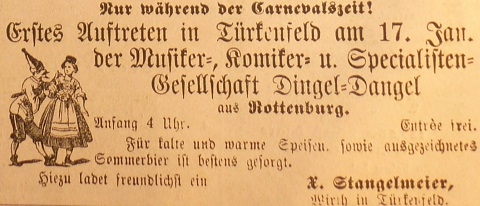 Nur während der Carnevalszeit!
Erstes Auftreten in Türkenfeld am 17. Jan.
der Musiker-, Komiker- u. Specialisten-
Gesellschaft Dingel-Dangel
aus Rottenburg.
Anfang 4 Uhr. Entrée frei.
Für kalte und warme Speisen, sowie ausgezeichnetes
Sommerbier ist bestens gesorgt.
Hiezu ladet freundlichst ein X. Stangelmeier,
Wirth in Türkenfeld.